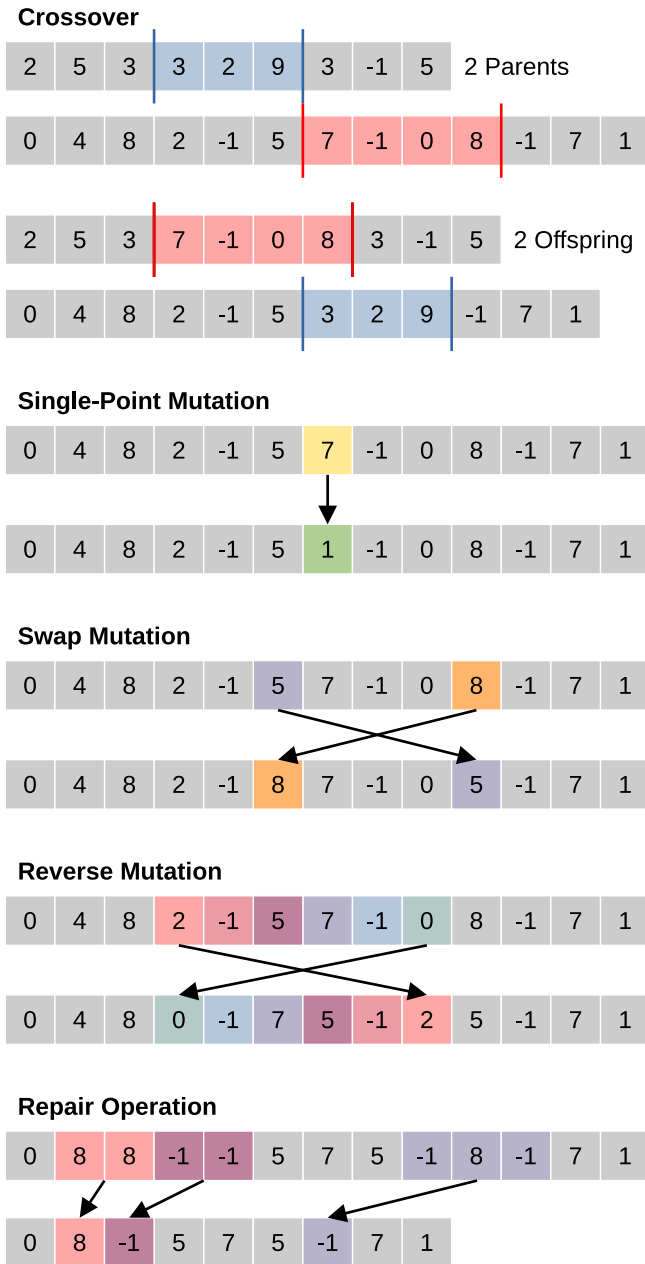 Crossover
2 5 3 3 2 9 3 -1 5 2 Parents
0 4 8 2 -1 5 7 -1 0 8 -1 7 1
2 5 3 7 -1 0 8 3 -1 5 2 Offspring
0 4 8 2 -1 5 3 2 9 -1 7 1
Single-Point Mutation
0 4 8 2 -1 5 7 -1 0 8 -1 7 1
0 4 8 2 -1 5 1 -1 0 8 -1 7 1
Swap Mutation
0 4 8 2 -1 5 7 -1 0 8 -1 7 1
0 4 8 2 -1 8 7 -1 0 5 -1 7 1
Reverse Mutation
0 4 8 2 -1 5 7 -1 0 8 -1 7 1
0 4 8 0 -1 7 5 -1 2 5 -1 7 1
Repair Operation
0 8 8 -1 -1 5 7 5 -1 8 -1 7 1
0 8 -1 5 7 5 -1 7 1